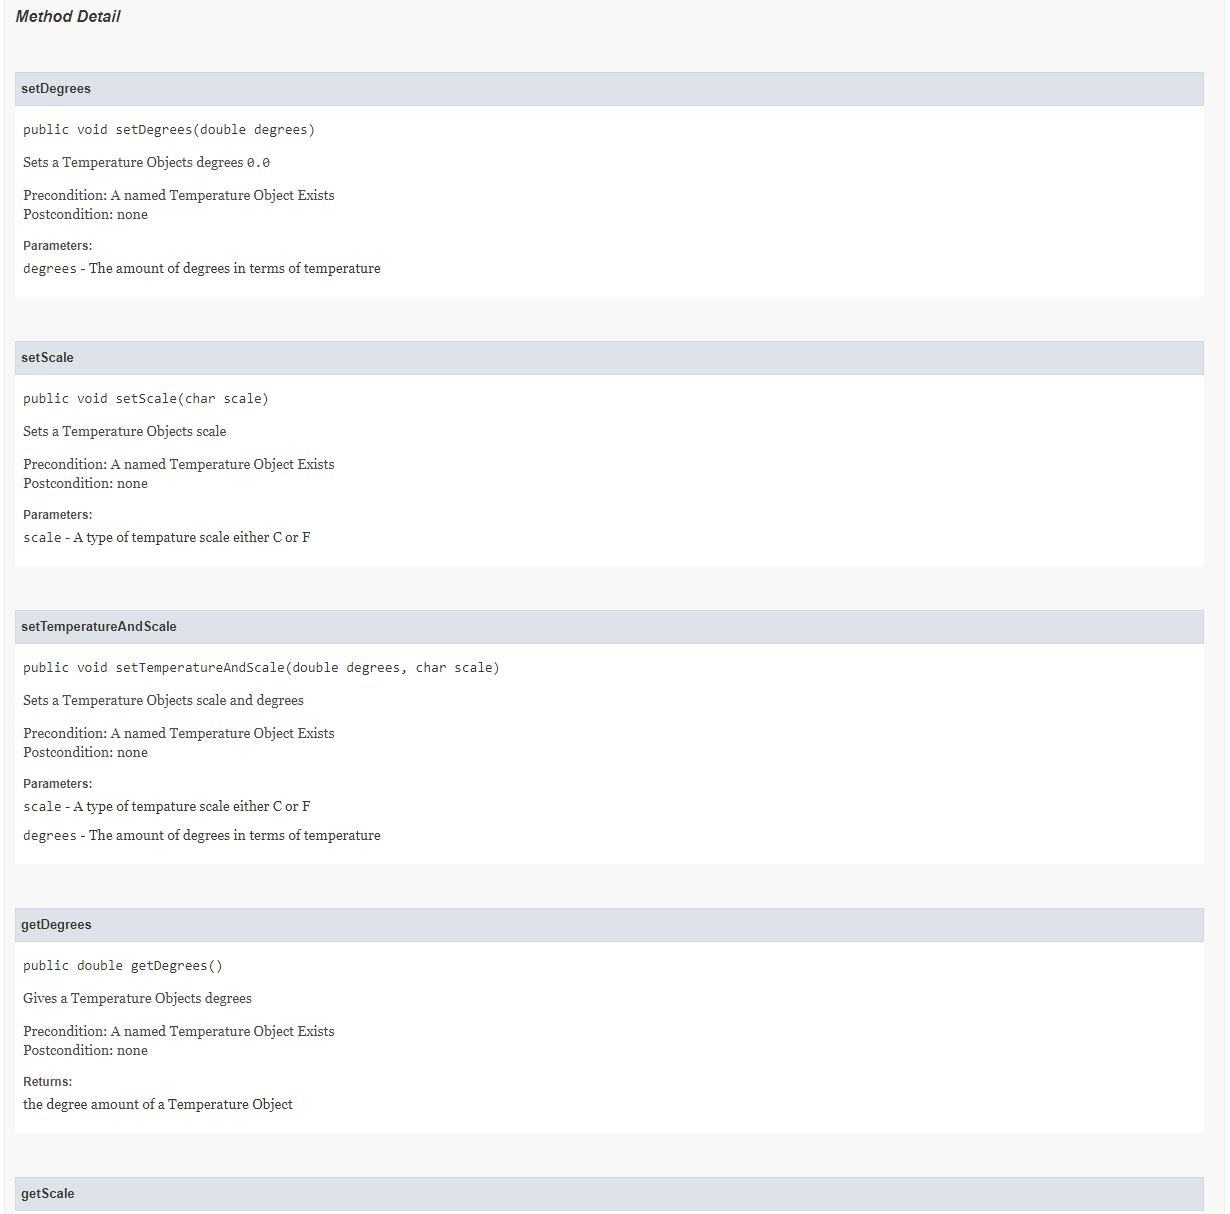 Method Detail
setDegrees
public void setDegrees(double degrees)
Sets a Temperature Objects degrees 0.0
Precondition: A named Temperature Object Exists
Postcondition: none
Parameters:
degrees - The amount of degrees in terms of temperature
setScale
public void setScale(char scale)
Sets a Temperature Objects scale
Precondition: A named Temperature Object Exists
Postcondition: none
Parameters:
scale - A type of tempature scale either C or F
setTemperatureAndScale
public void setTemperatureAndScale(double degrees, char scale)
Sets a Temperature Objects scale and degrees
Precondition: A named Temperature Object Exists
Postcondition: none
Parameters:
scale - A type of tempature scale either C or F
degrees - The amount of degrees in terms of temperature
getDegrees
public double getDegrees()
Gives a Temperature Objects degrees
Precondition: A named Temperature Object Exists
Postcondition: none
Returns:
the degree amount of a Temperature Object
getScale